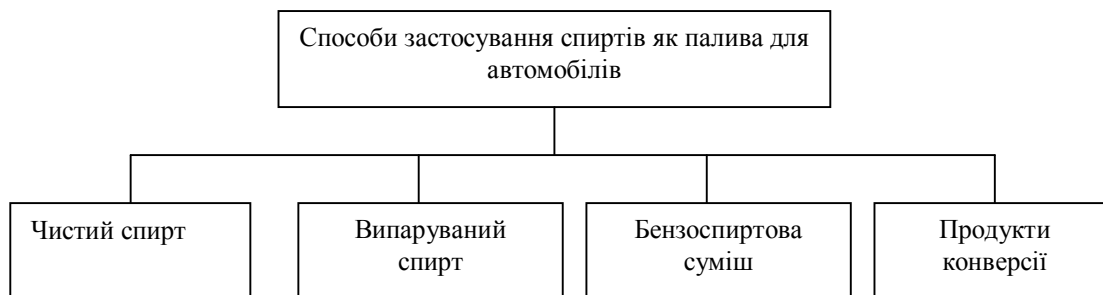 Способи застосування спиртів як палива для
автомобілів
Чистий спирт
Випаруваний
спирт
Бензоспиртова
суміш
Продукти
конверсії